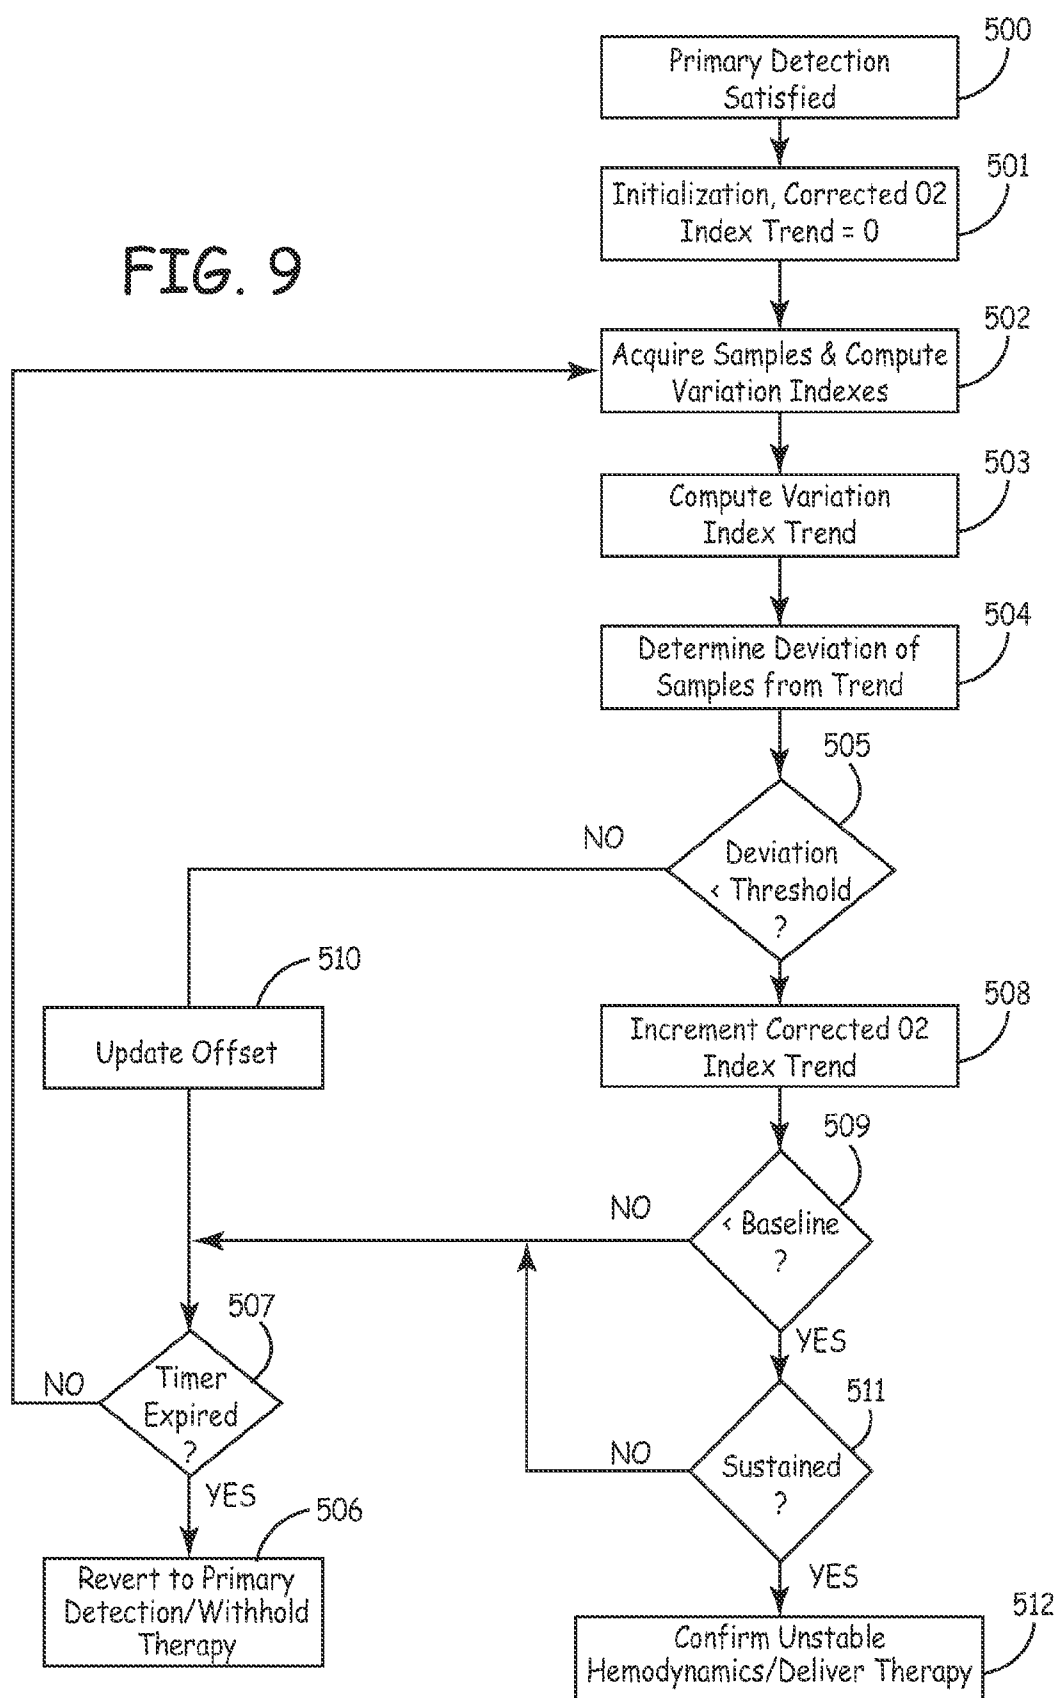 500
Primary Detection
Satisfied
501
Initialization, Corrected O2
Index Trend = 0
FIG. 9
502
Acquire Samples & Compute
Variation Indexes
503
Compute Variation
Index Trend
504
Determine Deviation of
Samples from Trend
505
NO
Deviation
< Threshold
?
510
Update Offset
508
Increment Corrected O2
Index Trend
509
NO
< Baseline
?
YES
507
NO
Timer
Expired
?
YES
511
NO
Sustained
?
YES
506
Revert to Primary
Detection/Withhold
Therapy
512
Confirm Unstable
Hemodynamics/Deliver Therapy